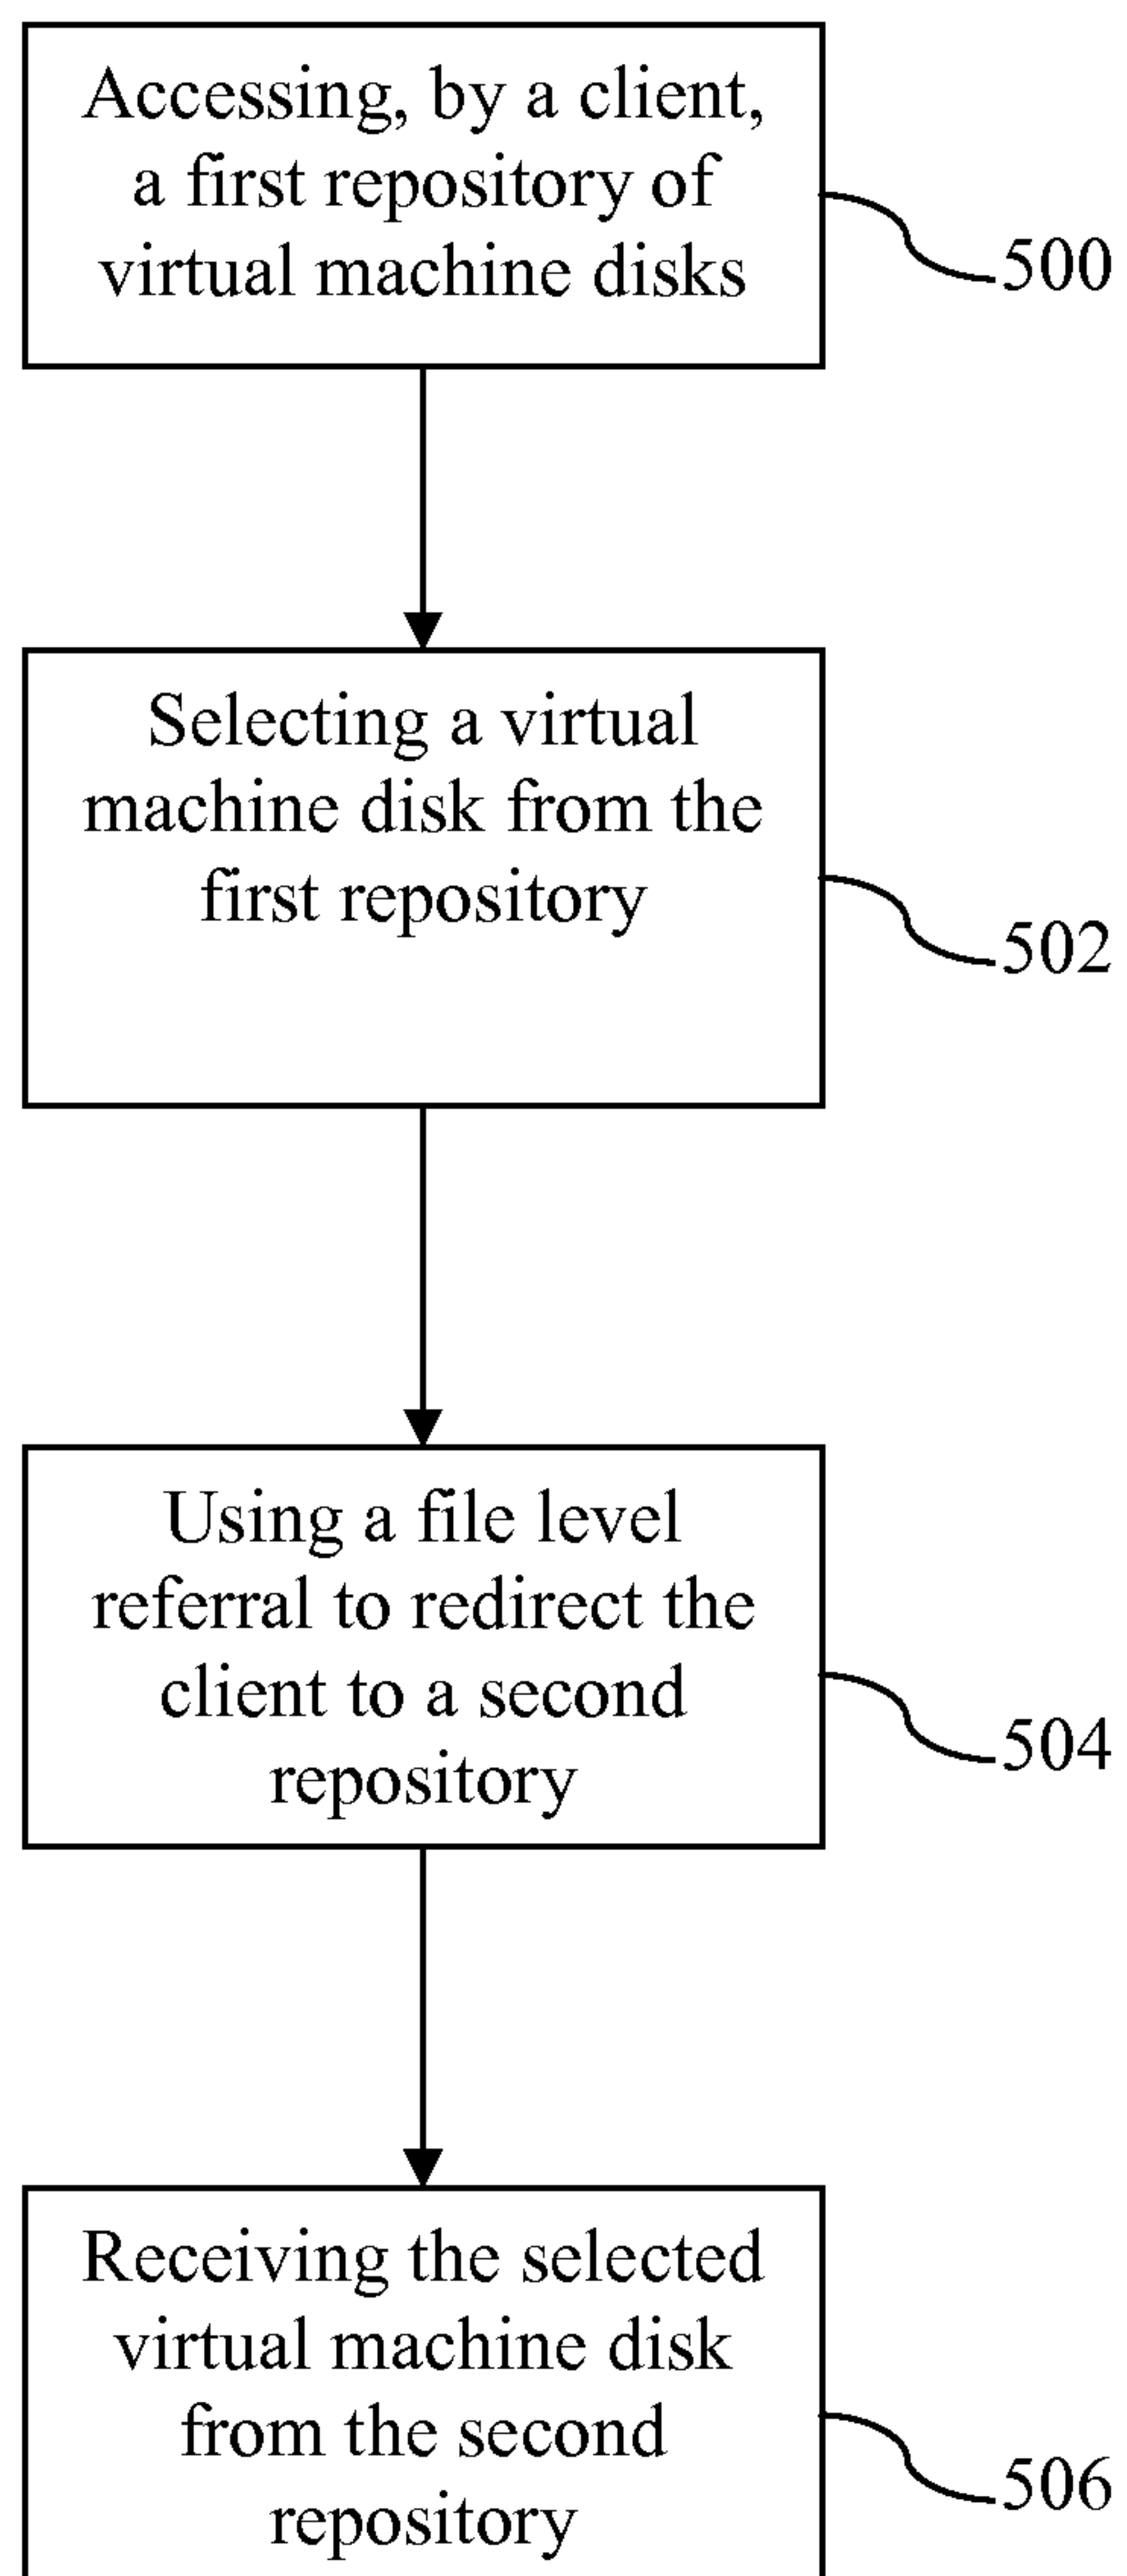 Accessing, by a client,
a first repository of
virtual machine disks
500
Selecting a virtual
machine disk from the
first repository
502
Using a file level
referral to redirect the
client to a second
repository
504
Receiving the selected
virtual machine disk
from the second
repository
506